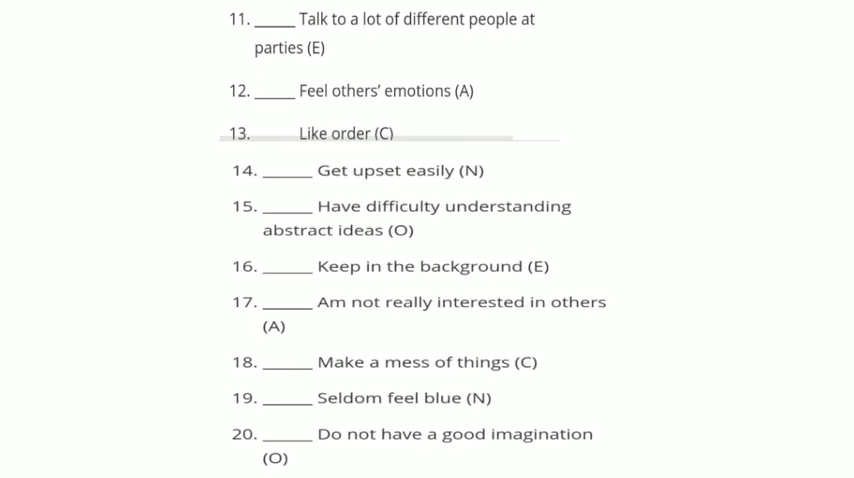 11. _____ Talk to a lot of different people at
parties (E)
12. _____ Feel others’ emotions (A)
13. Like order (C)
14. ______ Get upset easily (N)
15. ______ Have difficulty understanding
abstract ideas (O)
16. ______ Keep in the background (E)
17. ______ Am not really interested in others
(A)
18. ______ Make a mess of things (C)
19. ______ Seldom feel blue (N)
20. ______ Do not have a good imagination
(O)